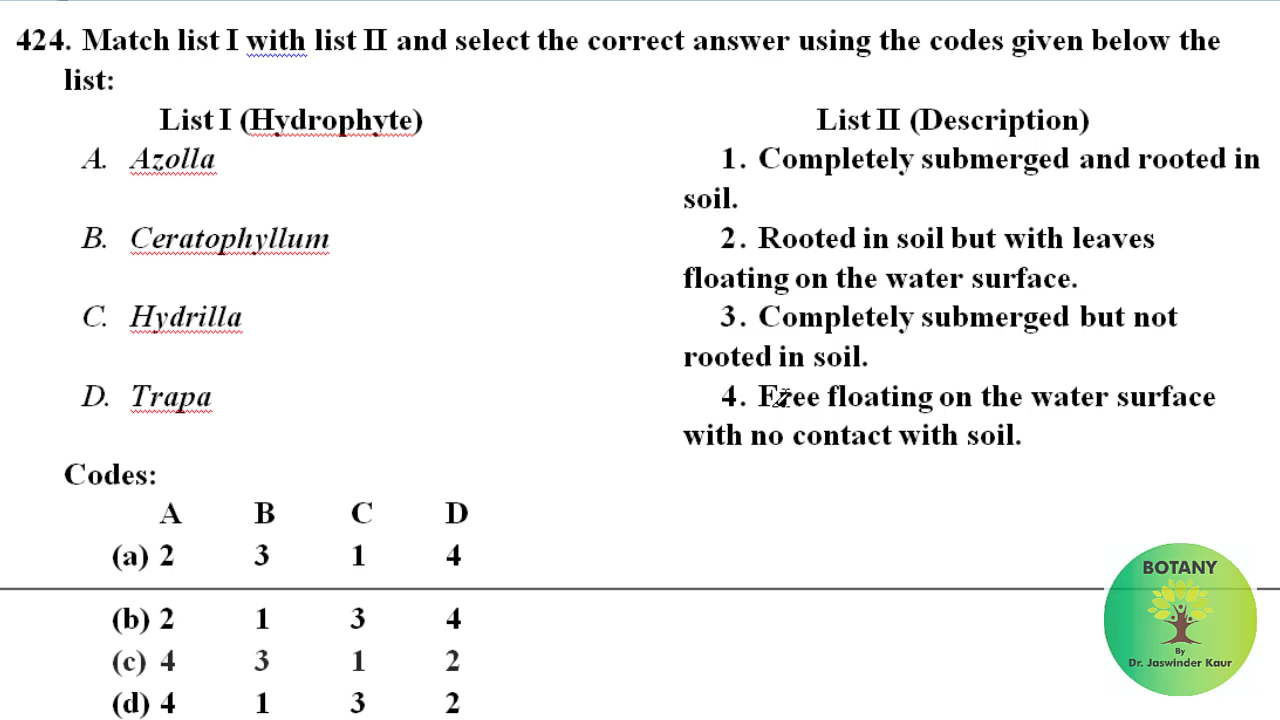 424. Match list I with list II and select the correct answer using the codes given below the
list:
List I (Hydrophyte) List II (Description)
A. Azolla 1. Completely submerged and rooted in
soil.
B. Ceratophyllum 2. Rooted in soil but with leaves
floating on the water surface.
C. Hydrilla 3. Completely submerged but not
rooted in soil.
D. Trapa 4. Free floating on the water surface
with no contact with soil.
Codes:
A B C D
(a) 2 3 1 4
(b) 2 1 3 4
(c) 4 3 1 2
(d) 4 1 3 2
BOTANY
By
Dr. Jaswinder Kaur